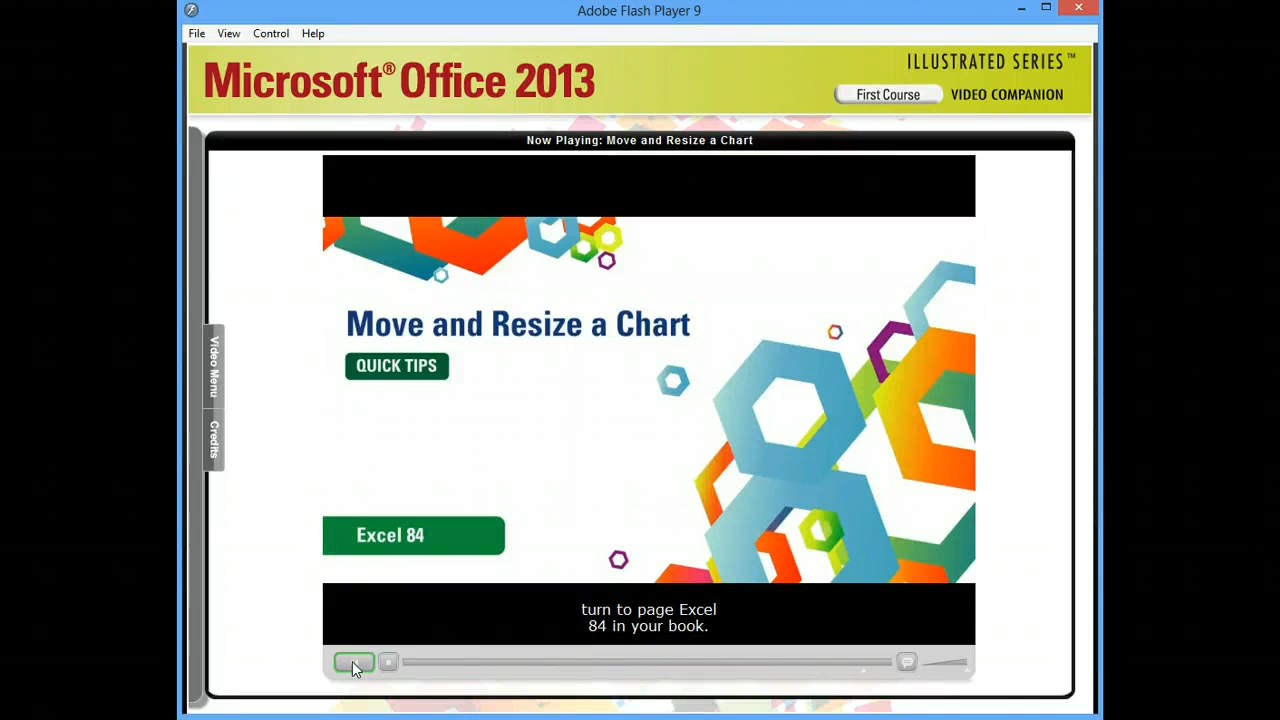 Adobe Flash Player 9
File View Control Help
Microsoft® Office 2013
ILLUSTRATED SERIES™
First Course VIDEO COMPANION
Now Playing: Move and Resize a Chart
Move and Resize a Chart
QUICK TIPS
Video Menu
Credits
Excel 84
turn to page Excel
84 in your book.